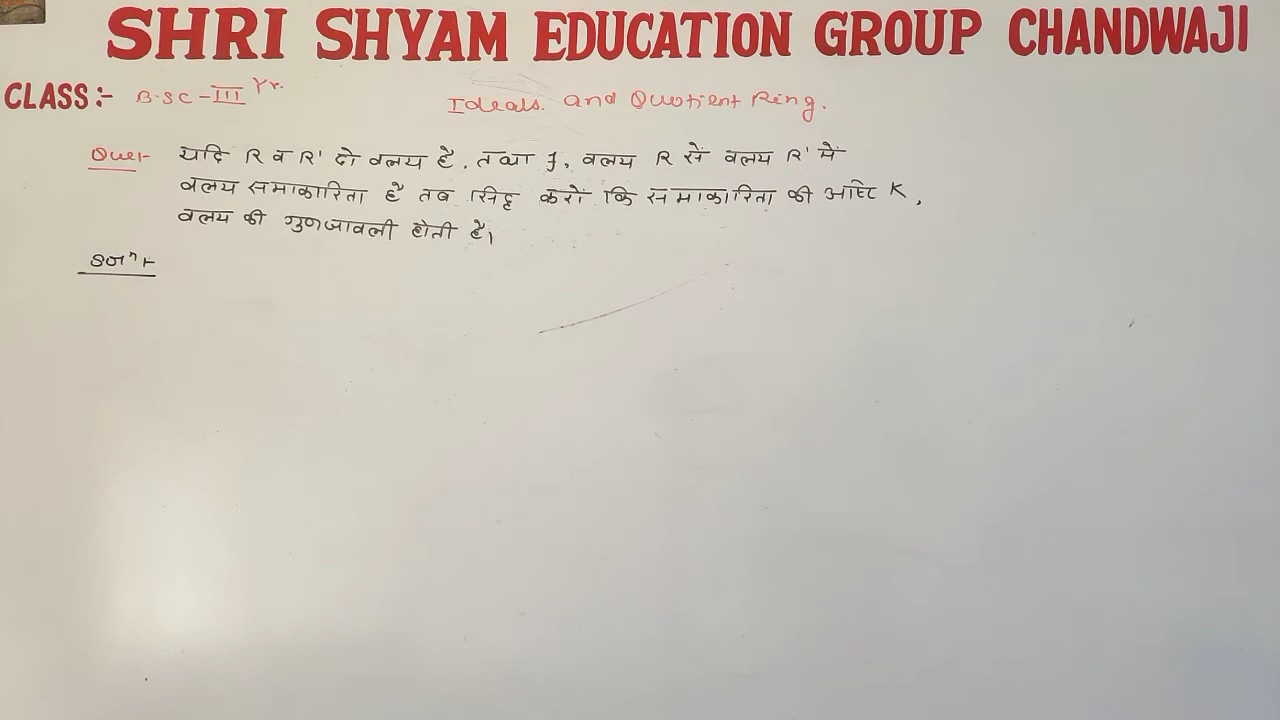 SHRI SHYAM EDUCATION GROUP CHANDWAJI
CLASS:- B.SC-III Yr. Ideals and Quotient Ring.
Que:- यदि R व R' दो वलय है, तथा f, वलय R सें वलय R' में
वलय समाकारिता है तब सिद्ध करों कि समाकारिता की अष्टि K,
वलय की गुणजावली होती है।
Solⁿ:-